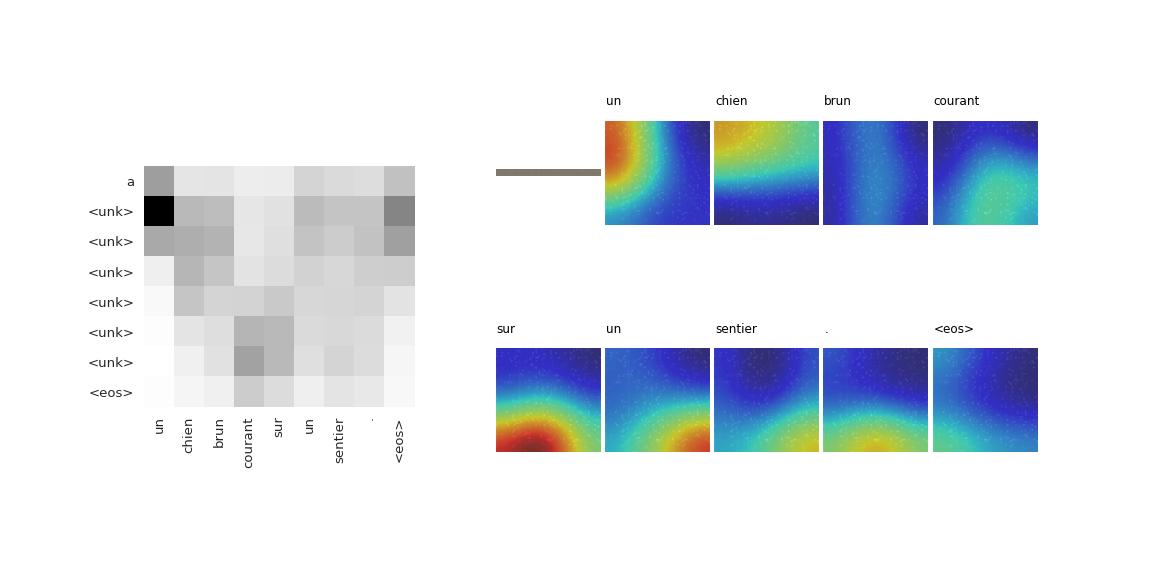 a
<unk>
<unk>
<unk>
<unk>
<unk>
<unk>
<eos>
un chien brun courant sur un sentier . <eos>
un chien brun courant
sur un sentier . <eos>